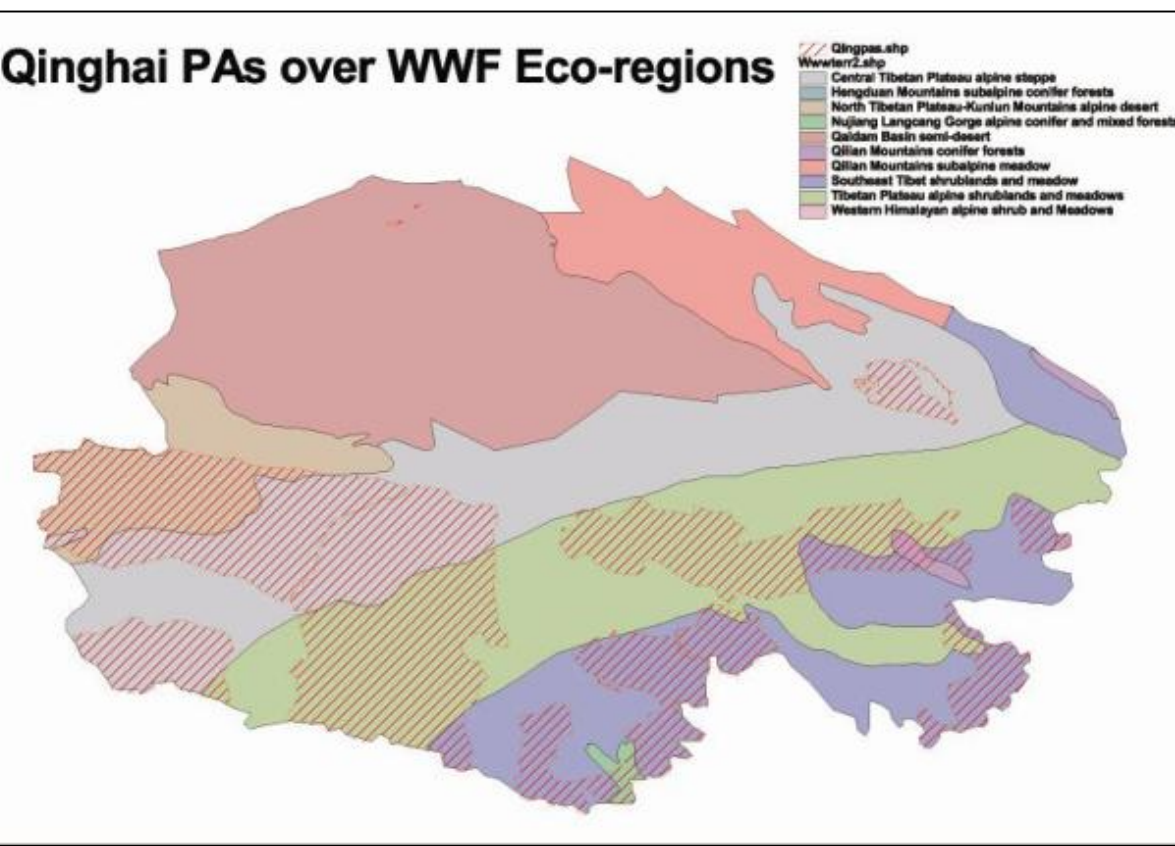 Qinghai PAs over WWF Eco-regions
Qingpas.shp
Wwwterr2.shp
Central Tibetan Plateau alpine steppe
Hengduan Mountains subalpine conifer forests
North Tibetan Plateau-Kunlun Mountains alpine desert
Nujiang Langcang Gorge alpine conifer and mixed forests
Qaidam Basin semi-desert
Qilian Mountains conifer forests
Qilian Mountains subalpine meadow
Southeast Tibet shrublands and meadow
Tibetan Plateau alpine shrublands and meadows
Western Himalayan alpine shrub and Meadows